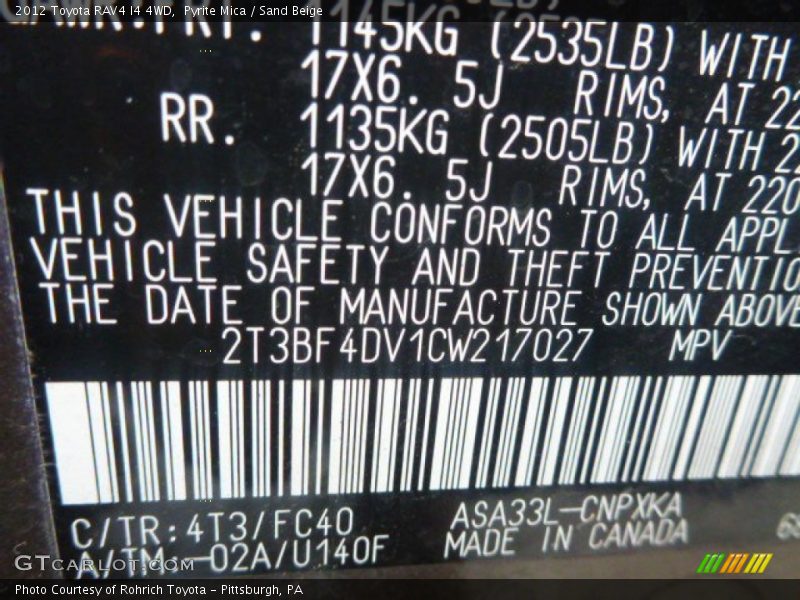 2012 Toyota RAV4 I4 4WD, Pyrite Mica / Sand Beige
1145KG (2535LB) WITH
17X6. 5J RIMS, AT 22
RR. 1135KG (2505LB) WITH 2
17X6. 5J RIMS, AT 220
THIS VEHICLE CONFORMS TO ALL APPL
VEHICLE SAFETY AND THEFT PREVENTIO
THE DATE OF MANUFACTURE SHOWN ABOVE
2T3BF4DV1CW217027 MPV
C/TR:4T3/FC40 ASA33L-CNPXKA
A/TM:-02A/U140F MADE IN CANADA
GTCarLot.com
Photo Courtesy of Rohrich Toyota - Pittsburgh, PA